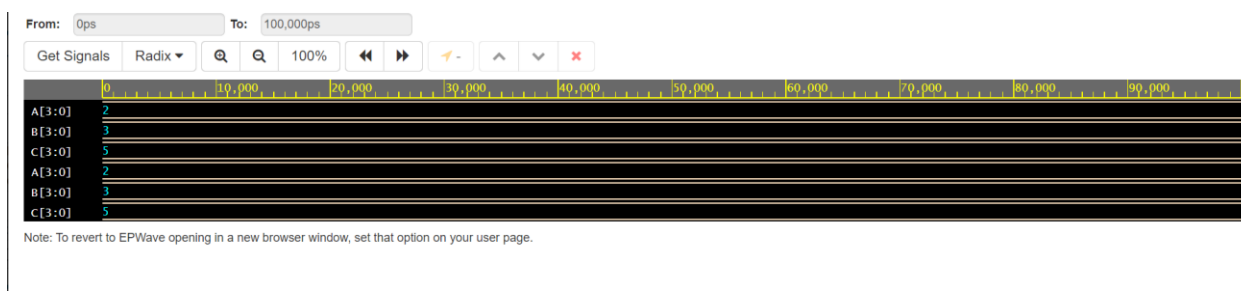 From: 0ps To: 100,000ps
Get Signals Radix 100% -
0 10,000 20,000 30,000 40,000 50,000 60,000 70,000 80,000 90,000
A[3:0] 2
B[3:0] 3
C[3:0] 5
A[3:0] 2
B[3:0] 3
C[3:0] 5
Note: To revert to EPWave opening in a new browser window, set that option on your user page.